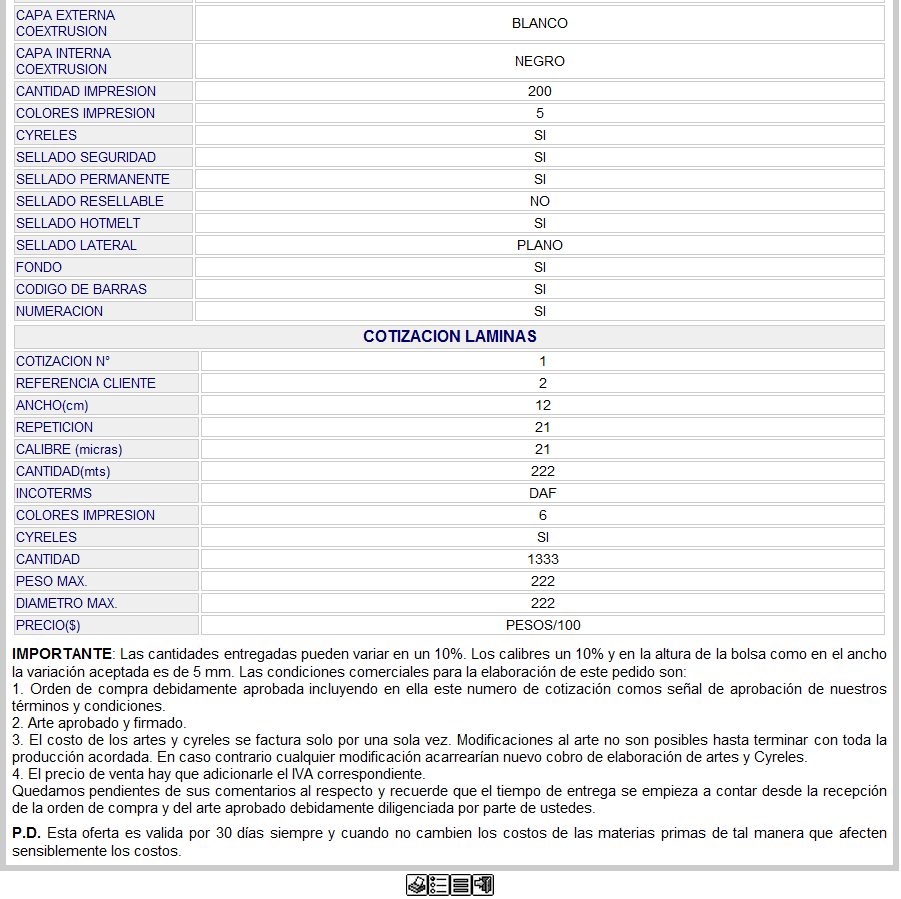 CAPA EXTERNA
COEXTRUSION
BLANCO
CAPA INTERNA
COEXTRUSION
NEGRO
CANTIDAD IMPRESION 200
COLORES IMPRESION 5
CYRELES SI
SELLADO SEGURIDAD SI
SELLADO PERMANENTE SI
SELLADO RESELLABLE NO
SELLADO HOTMELT SI
SELLADO LATERAL PLANO
FONDO SI
CODIGO DE BARRAS SI
NUMERACION SI
COTIZACION LAMINAS
COTIZACION N° 1
REFERENCIA CLIENTE 2
ANCHO(cm) 12
REPETICION 21
CALIBRE (micras) 21
CANTIDAD(mts) 222
INCOTERMS DAF
COLORES IMPRESION 6
CYRELES SI
CANTIDAD 1333
PESO MAX. 222
DIAMETRO MAX. 222
PRECIO($) PESOS/100
IMPORTANTE: Las cantidades entregadas pueden variar en un 10%. Los calibres un 10% y en la altura de la bolsa como en el ancho
la variación aceptada es de 5 mm. Las condiciones comerciales para la elaboración de este pedido son:
1. Orden de compra debidamente aprobada incluyendo en ella este numero de cotización comos señal de aprobación de nuestros
términos y condiciones.
2. Arte aprobado y firmado.
3. El costo de los artes y cyreles se factura solo por una sola vez. Modificaciones al arte no son posibles hasta terminar con toda la
producción acordada. En caso contrario cualquier modificación acarrearían nuevo cobro de elaboración de artes y Cyreles.
4. El precio de venta hay que adicionarle el IVA correspondiente.
Quedamos pendientes de sus comentarios al respecto y recuerde que el tiempo de entrega se empieza a contar desde la recepción
de la orden de compra y del arte aprobado debidamente diligenciada por parte de ustedes.
P.D. Esta oferta es valida por 30 días siempre y cuando no cambien los costos de las materias primas de tal manera que afecten
sensiblemente los costos.